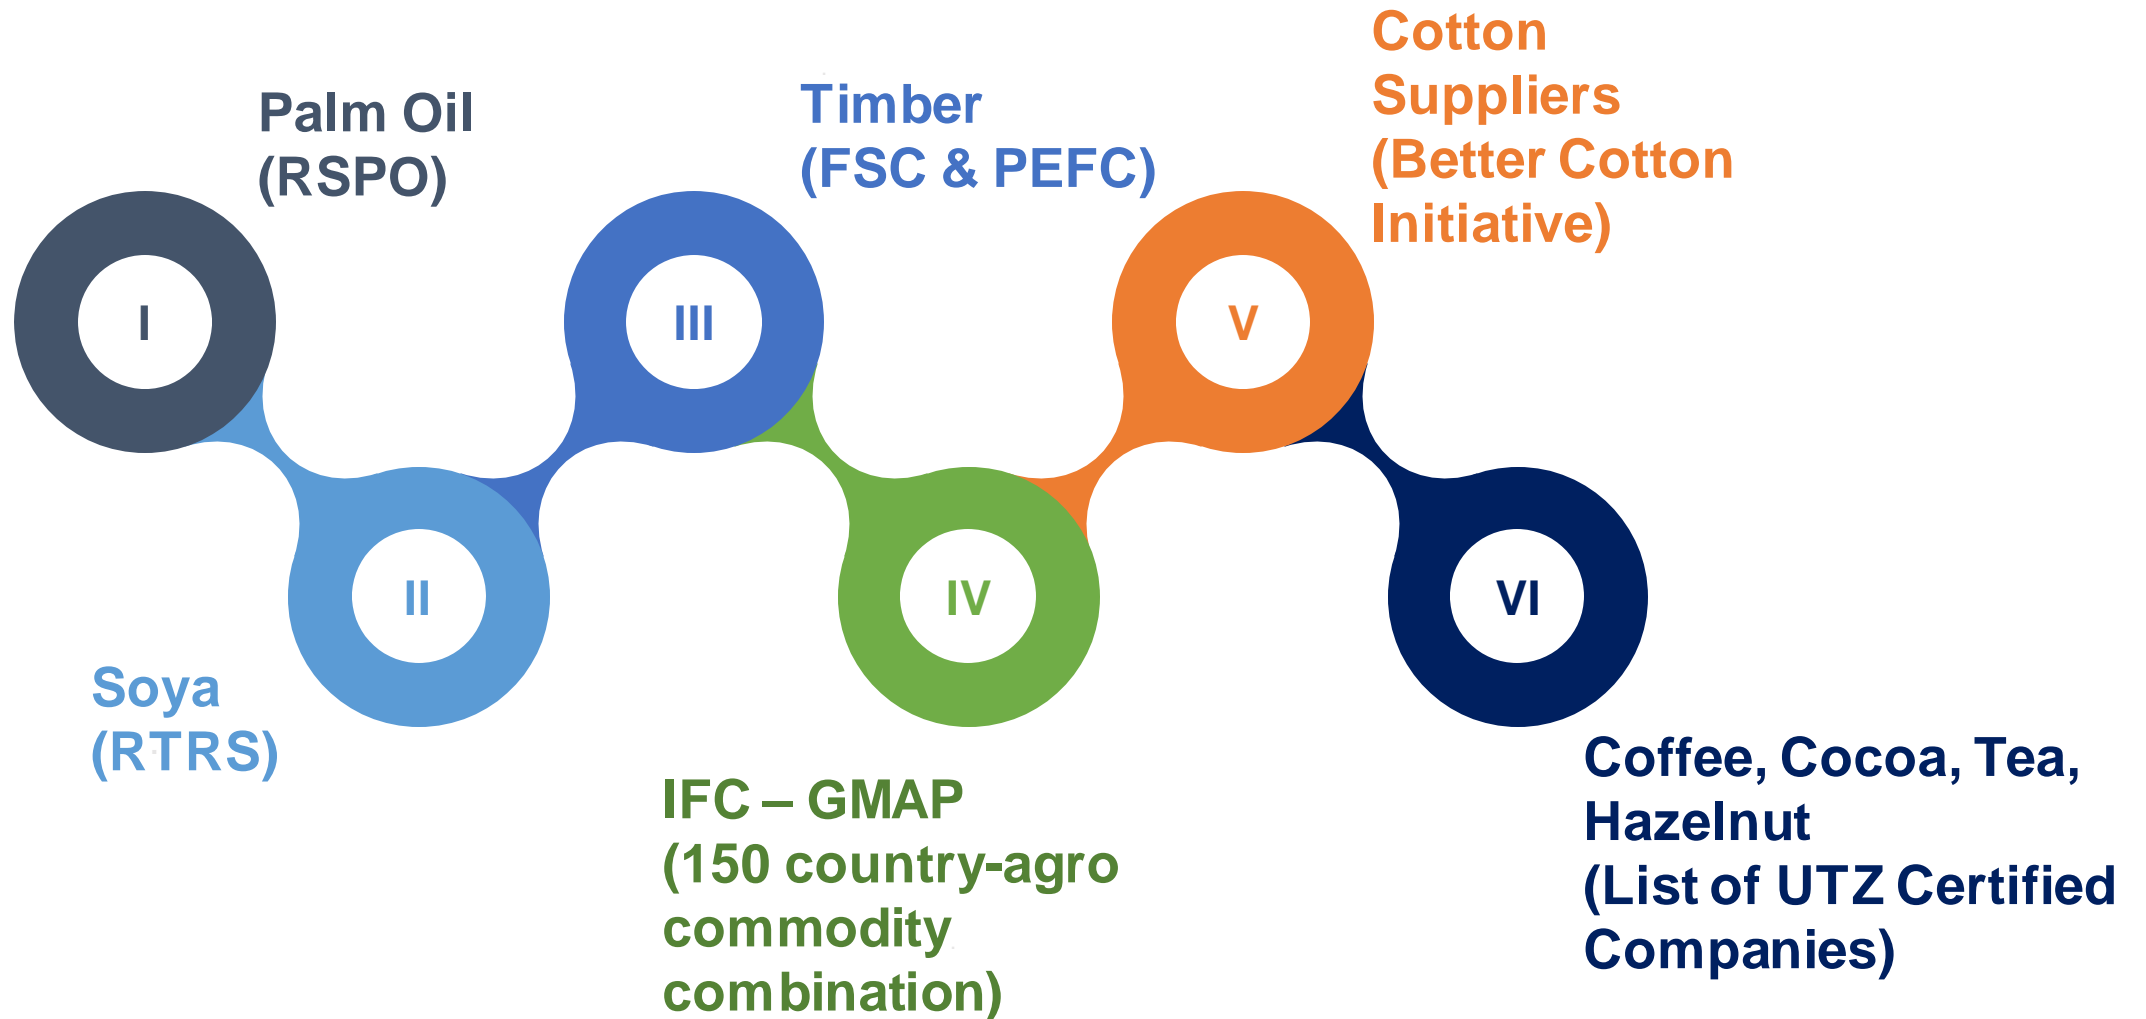 Palm Oil
(RSPO)
I
Soya
(RTRS)
II
Timber
(FSC & PEFC)
III
IFC – GMAP
(150 country-agro
commodity
combination)
IV
Cotton
Suppliers
(Better Cotton
Initiative)
V
Coffee, Cocoa, Tea,
Hazelnut
(List of UTZ Certified
Companies)
VI